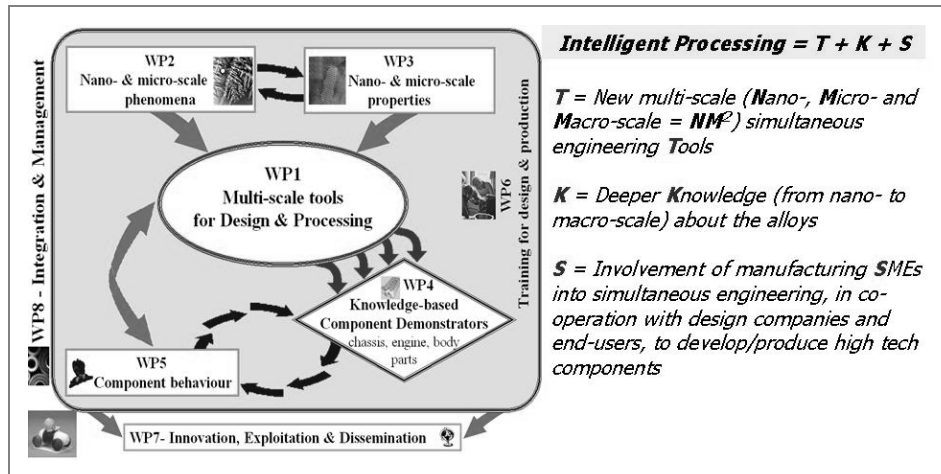 WP2
Nano- & micro-scale
phenomena
WP3
Nano- & micro-scale
properties
WP1
Multi-scale tools
for Design & Processing
WP4
Knowledge-based
Component Demonstrators
chassis, engine, body
parts
WP5
Component behaviour
WP6
Training for design & production
WP8 - Integration & Management
WP7- Innovation, Exploitation & Dissemination
Intelligent Processing = T + K + S
T = New multi-scale (Nano-, Micro- and
Macro-scale = NM²) simultaneous
engineering Tools
K = Deeper Knowledge (from nano- to
macro-scale) about the alloys
S = Involvement of manufacturing SMEs
into simultaneous engineering, in co-
operation with design companies and
end-users, to develop/produce high tech
components